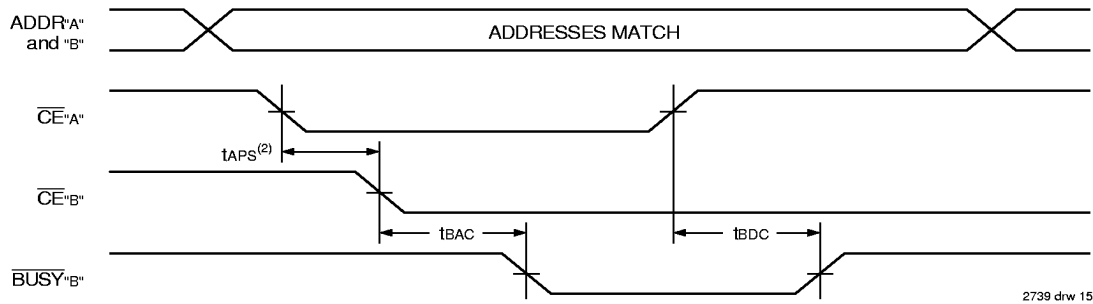 ADDR"A"
and "B"
ADDRESSES MATCH
CE"A"
tAPS(2)
CE"B"
tBAC
tBDC
BUSY"B"
2739 drw 15